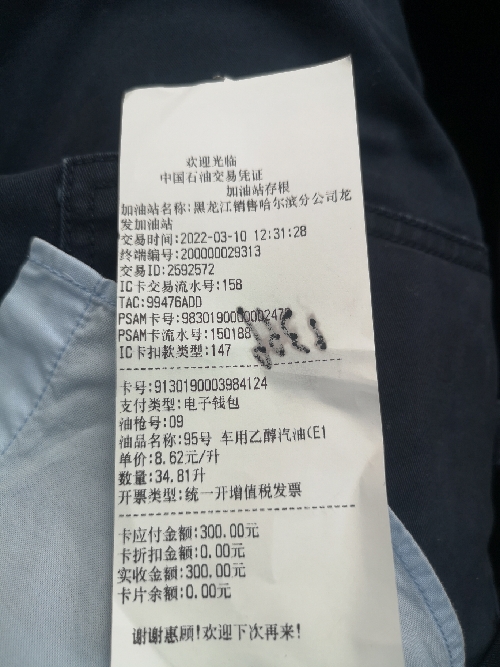 欢迎光临
中国石油交易凭证
加油站存根
加油站名称:黑龙江销售哈尔滨分公司龙
发加油站
交易时间:2022-03-10 12:31:28
终端编号:200000029313
交易ID:2592572
IC卡交易流水号:158
TAC:99476ADD
PSAM卡号:9830190000002472
PSAM卡流水号:150188
IC卡扣款类型:147
卡号:9130190003984124
支付类型:电子钱包
油枪号:09
油品名称:95号 车用乙醇汽油(E1
单价:8.62元/升
数量:34.81升
开票类型:统一开增值税发票
卡应付金额:300.00元
卡折扣金额:0.00元
实收金额:300.00元
卡片余额:0.00元
谢谢惠顾!欢迎下次再来!